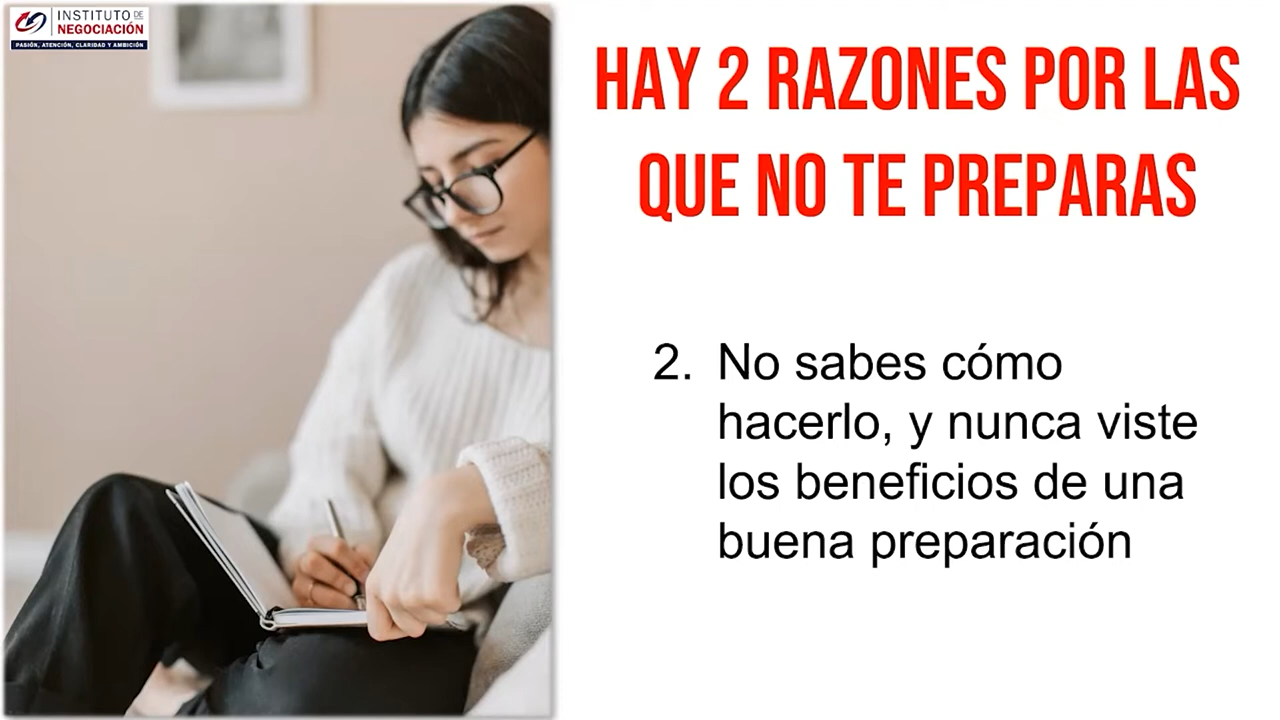 INSTITUTO DE
NEGOCIACIÓN
PASIÓN, ATENCIÓN, CLARIDAD Y AMBICIÓN
HAY 2 RAZONES POR LAS
QUE NO TE PREPARAS
2. No sabes cómo
hacerlo, y nunca viste
los beneficios de una
buena preparación